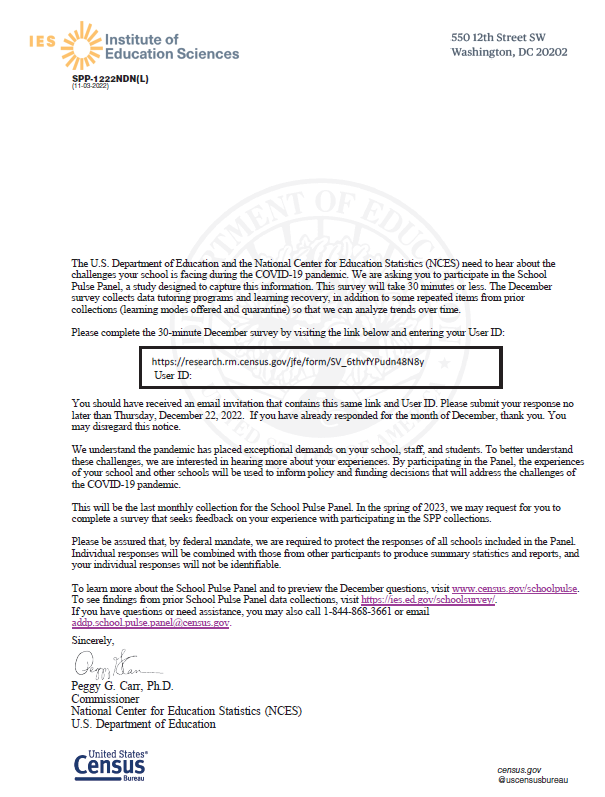 IES Institute of
Education Sciences
550 12th Street SW
Washington, DC 20202
SPP-1222NDN(L)
(11-03-2022)
The U.S. Department of Education and the National Center for Education Statistics (NCES) need to hear about the
challenges your school is facing during the COVID-19 pandemic. We are asking you to participate in the School
Pulse Panel, a study designed to capture this information. This survey will take 30 minutes or less. The December
survey collects data tutoring programs and learning recovery, in addition to some repeated items from prior
collections (learning modes offered and quarantine) so that we can analyze trends over time.
Please complete the 30-minute December survey by visiting the link below and entering your User ID:
https://research.rm.census.gov/jfe/form/SV_6thvfYPudn48N8y
User ID:
You should have received an email invitation that contains this same link and User ID. Please submit your response no
later than Thursday, December 22, 2022. If you have already responded for the month of December, thank you. You
may disregard this notice.
We understand the pandemic has placed exceptional demands on your school, staff, and students. To better understand
these challenges, we are interested in hearing more about your experiences. By participating in the Panel, the experiences
of your school and other schools will be used to inform policy and funding decisions that will address the challenges of
the COVID-19 pandemic.
This will be the last monthly collection for the School Pulse Panel. In the spring of 2023, we may request for you to
complete a survey that seeks feedback on your experience with participating in the SPP collections.
Please be assured that, by federal mandate, we are required to protect the responses of all schools included in the Panel.
Individual responses will be combined with those from other participants to produce summary statistics and reports, and
your individual responses will not be identifiable.
To learn more about the School Pulse Panel and to preview the December questions, visit www.census.gov/schoolpulse.
To see findings from prior School Pulse Panel data collections, visit https://ies.ed.gov/schoolsurvey/.
If you have questions or need assistance, you may also call 1-844-868-3661 or email
addp.school.pulse.panel@census.gov.
Sincerely,
Peggy G. Carr, Ph.D.
Commissioner
National Center for Education Statistics (NCES)
U.S. Department of Education
United States®
Census
Bureau
census.gov
@uscensusbureau